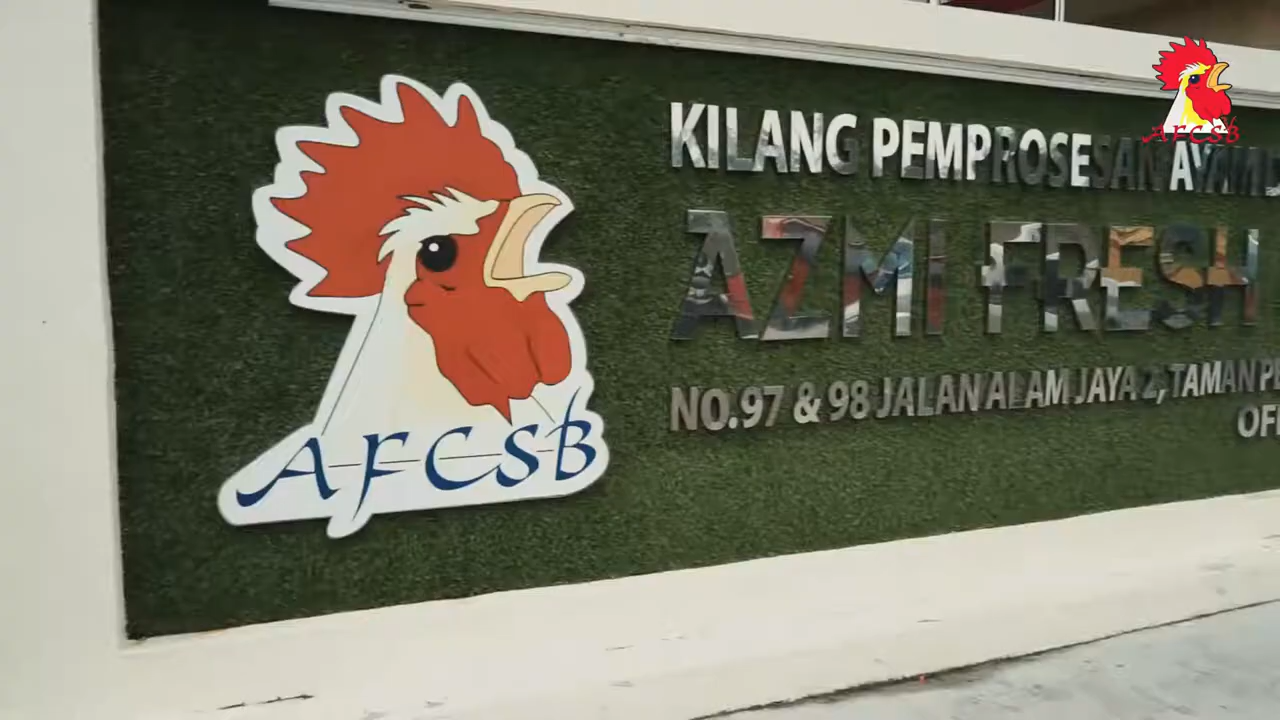 AFCSB
KILANG PEMPROSESAN AYAM
AZMI FRESH
NO.97 & 98 JALAN ALAM JAYA 2, TAMAN
AFCSB